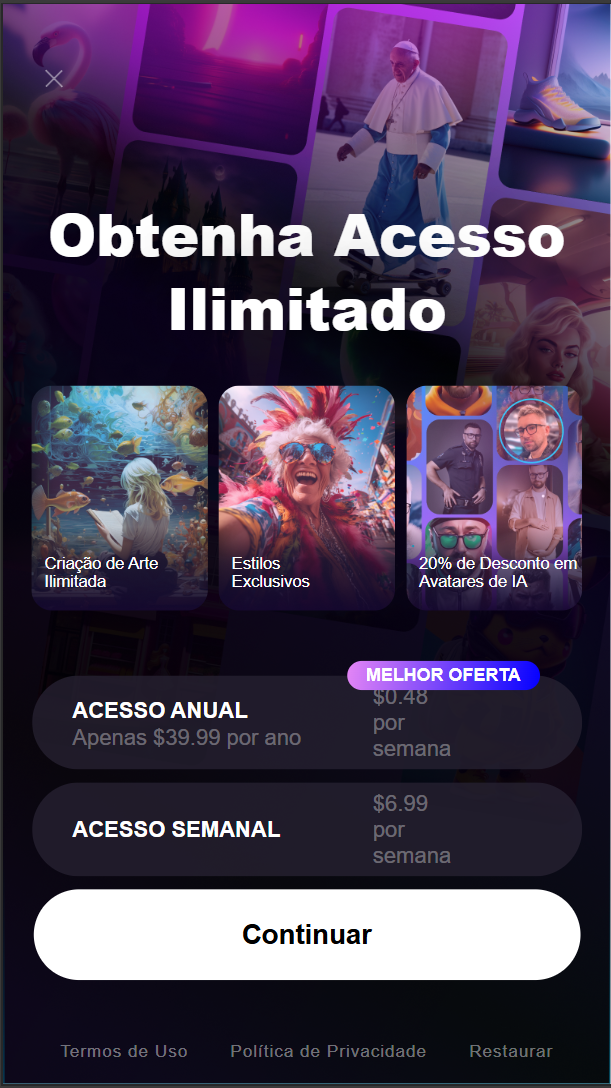 Obtenha Acesso
Ilimitado
Criação de Arte
Ilimitada
Estilos
Exclusivos
20% de Desconto em
Avatares de IA
MELHOR OFERTA
ACESSO ANUAL
Apenas $39.99 por ano
$0.48
por
semana
ACESSO SEMANAL
$6.99
por
semana
Continuar
Termos de Uso
Política de Privacidade
Restaurar